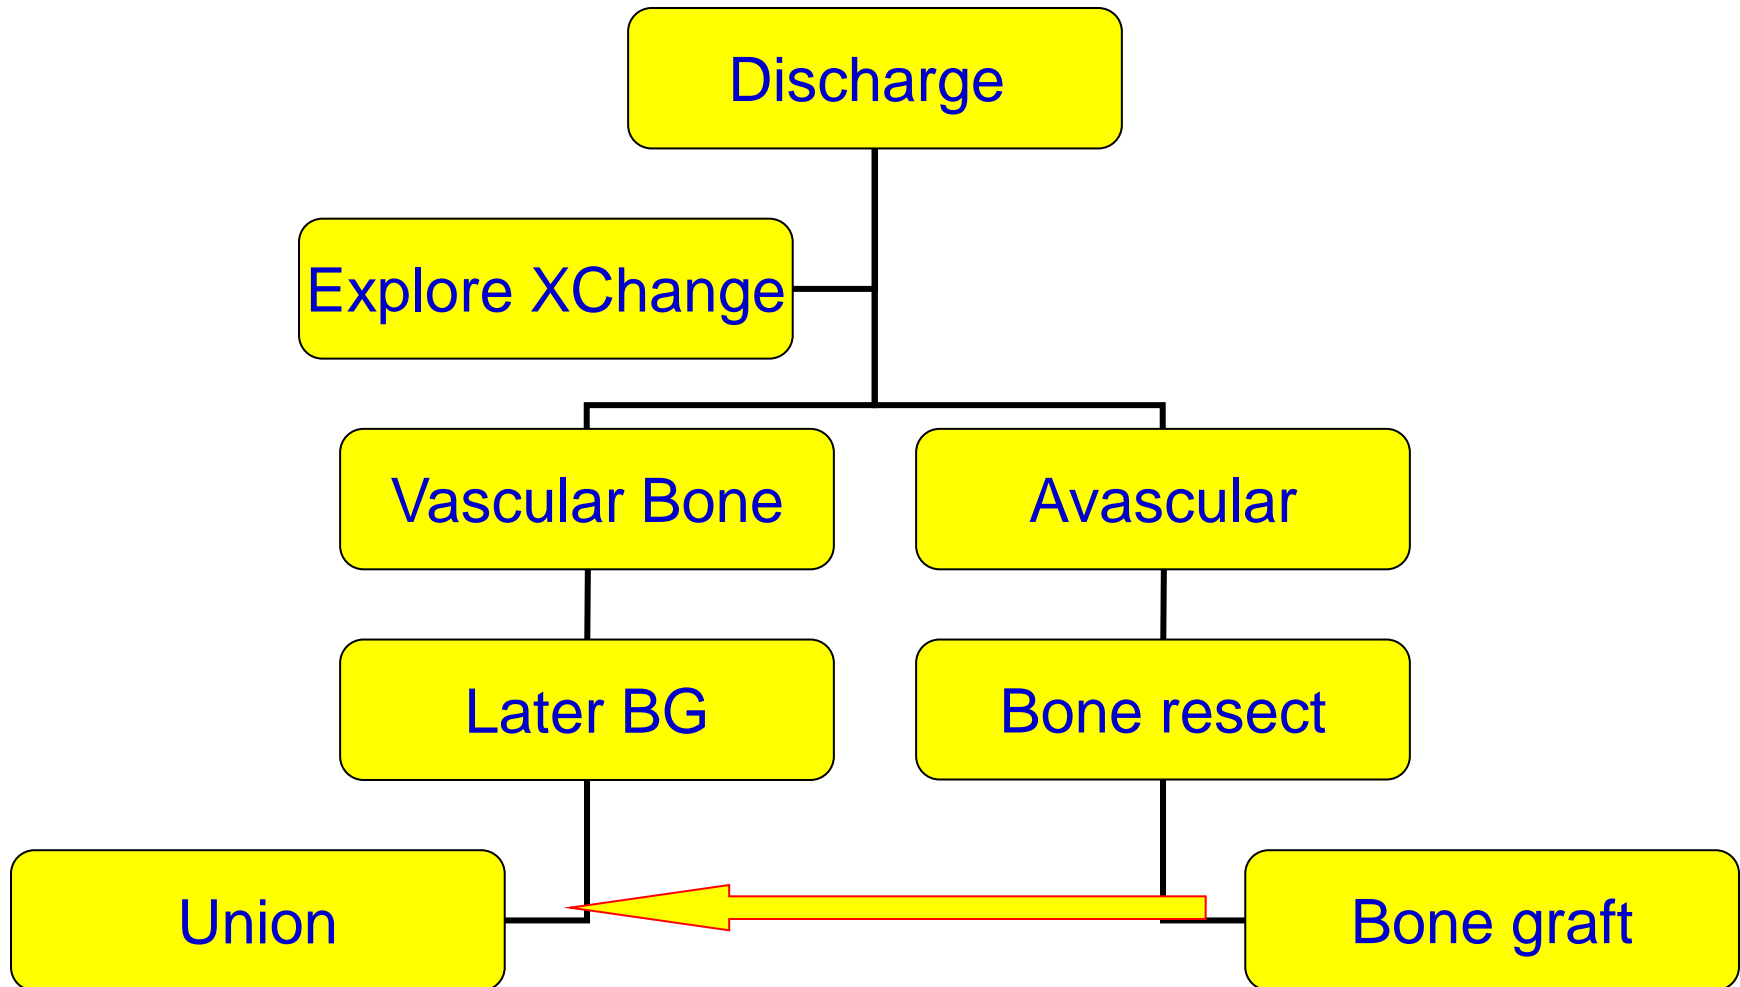 Discharge
Explore XChange
Vascular Bone
Avascular
Later BG
Bone resect
Union
Bone graft